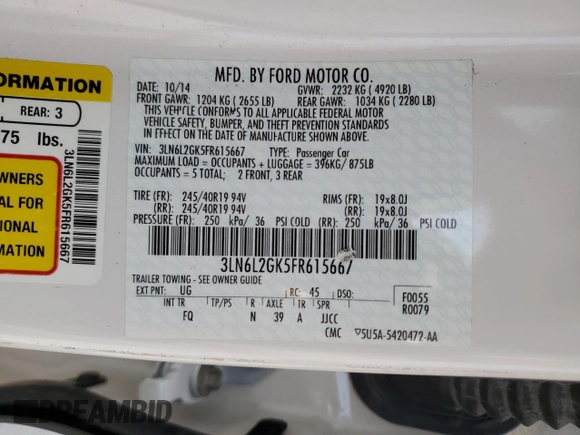 FORMATION
REAR: 3
75 lbs.
WNERS
AL FOR
ONAL
ATION
3LN6L2GK5FR615667
MFD. BY FORD MOTOR CO.
DATE: 10/14 GVWR: 2232 KG ( 4920 LB)
FRONT GAWR: 1204 KG ( 2655 LB) REAR GAWR: 1034 KG ( 2280 LB)
THIS VEHICLE CONFORMS TO ALL APPLICABLE FEDERAL MOTOR
VEHICLE SAFETY, BUMPER, AND THEFT PREVENTION STANDARDS
IN EFFECT ON THE DATE OF MANUFACTURE SHOWN ABOVE.
VIN: 3LN6L2GK5FR615667 TYPE: Passenger Car
MAXIMUM LOAD = OCCUPANTS + LUGGAGE = 396KG/ 875LB
OCCUPANTS = 5 TOTAL; 2 FRONT, 3 REAR
TIRE (FR): 245/40R19 94V RIMS (FR): 19x8.0J
(RR): 245/40R19 94V (RR): 19x8.0J
PRESSURE (FR): 250 kPa/ 36 PSI COLD (RR): 250 kPa/ 36 PSI COLD
3LN6L2GK5FR615667
TRAILER TOWING - SEE OWNER GUIDE
EXT PNT: UG RC: 45 DSO: F0055
R0079
INT TR TP/PS R AXLE TR SPR
FQ N 39 A JJCC
CMC 5U5A-5420472-AA
DREAMBID